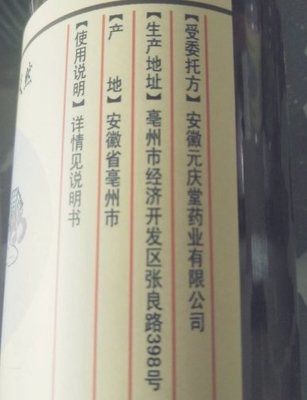 【受委托方】安徽元庆堂药业有限公司
【生产地址】亳州市经济开发区张良路398号
【产　　地】安徽省亳州市
【使用说明】详情见说明书